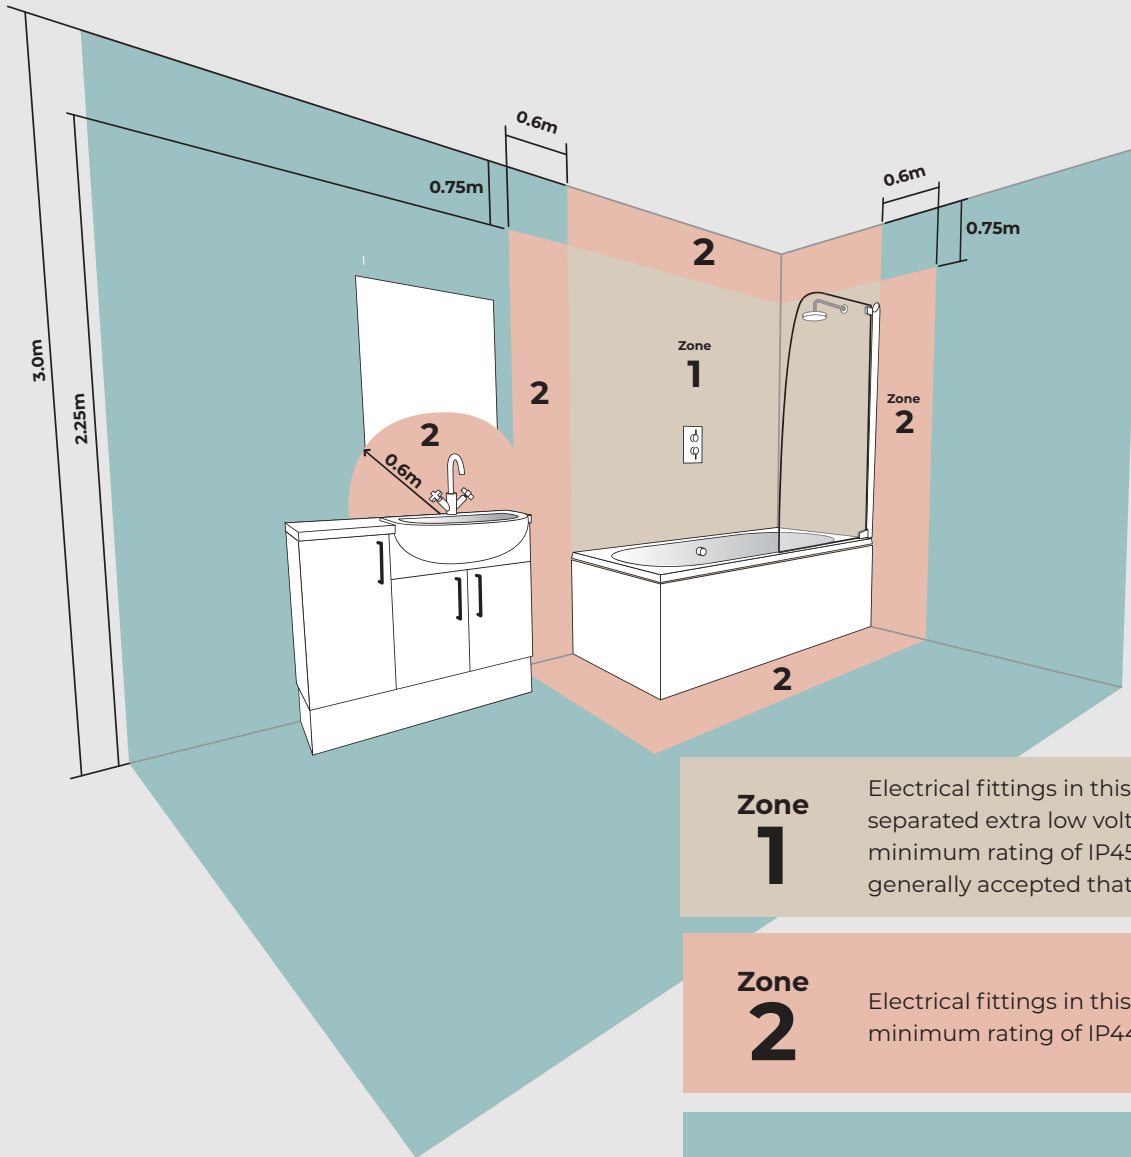 0.6m
0.75m
0.6m
0.75m
2
3.0m
2.25m
Zone
1
2
Zone
2
2
0.6m
2
Zone
1
Electrical fittings in this
separated extra low volt
minimum rating of IP45
generally accepted that
Zone
2
Electrical fittings in this
minimum rating of IP44